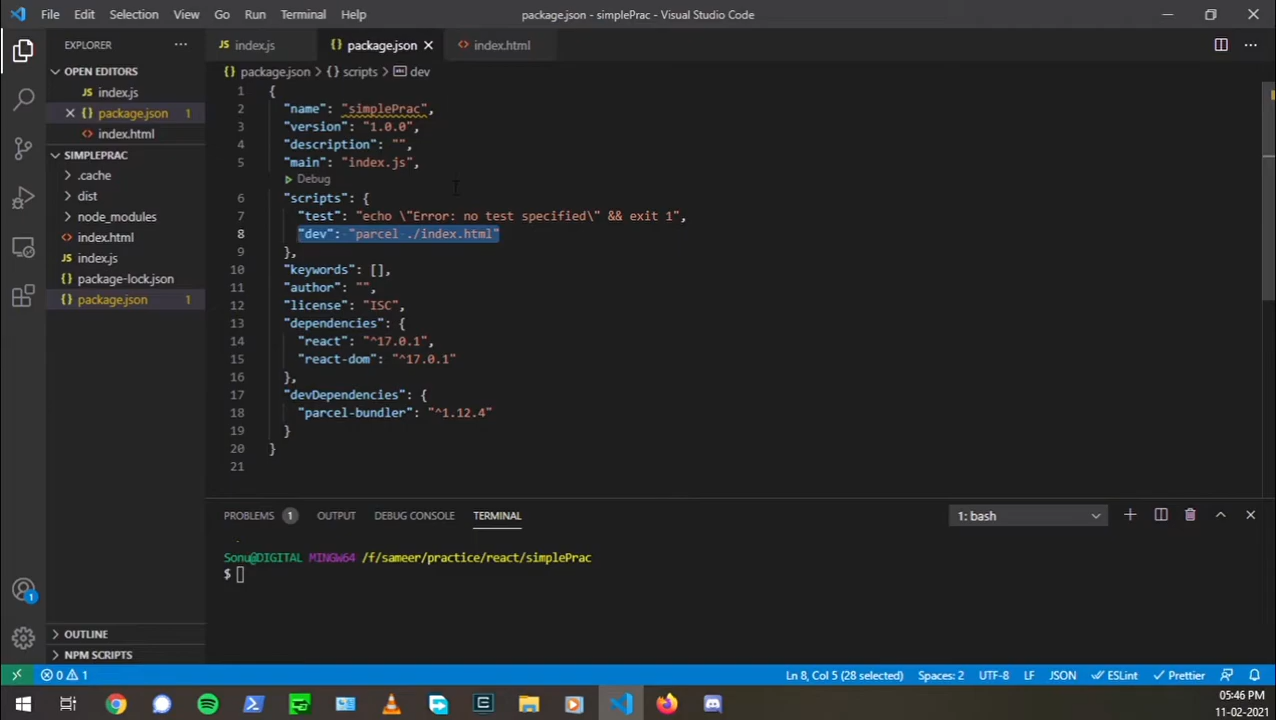 File Edit Selection View Go Run Terminal Help
package.json - simplePrac - Visual Studio Code
EXPLORER
OPEN EDITORS
index.js
package.json 1
index.html
SIMPLEPRAC
.cache
dist
node_modules
index.html
index.js
package-lock.json
package.json 1
OUTLINE
NPM SCRIPTS
index.js package.json index.html
package.json > scripts > dev
1 {
2 "name": "simplePrac",
3 "version": "1.0.0",
4 "description": "",
5 "main": "index.js",
Debug
6 "scripts": {
7 "test": "echo \"Error: no test specified\" && exit 1",
8 "dev": "parcel ./index.html"
9 },
10 "keywords": [],
11 "author": "",
12 "license": "ISC",
13 "dependencies": {
14 "react": "^17.0.1",
15 "react-dom": "^17.0.1"
16 },
17 "devDependencies": {
18 "parcel-bundler": "^1.12.4"
19 }
20 }
21
PROBLEMS 1 OUTPUT DEBUG CONSOLE TERMINAL 1: bash
Sonu@DIGITAL MINGW64 /f/sameer/practice/react/simplePrac
$
1
0 1 Ln 8, Col 5 (28 selected) Spaces: 2 UTF-8 LF JSON ESLint Prettier
05:46 PM
11-02-2021